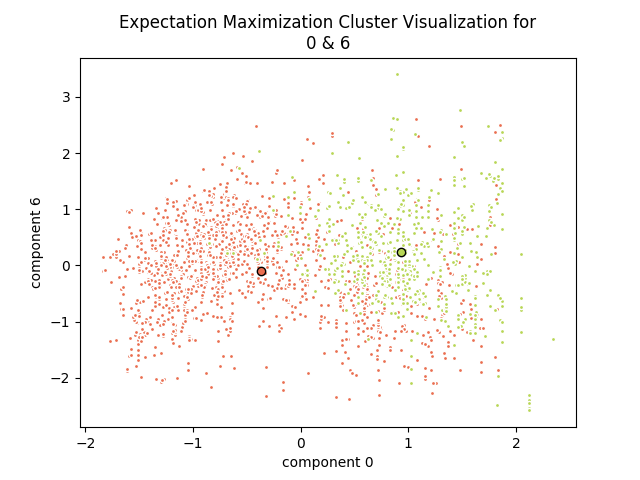 Expectation Maximization Cluster Visualization for
0 & 6
3
2
1
0
−1
−2
component 6
−2
−1
0
1
2
component 0